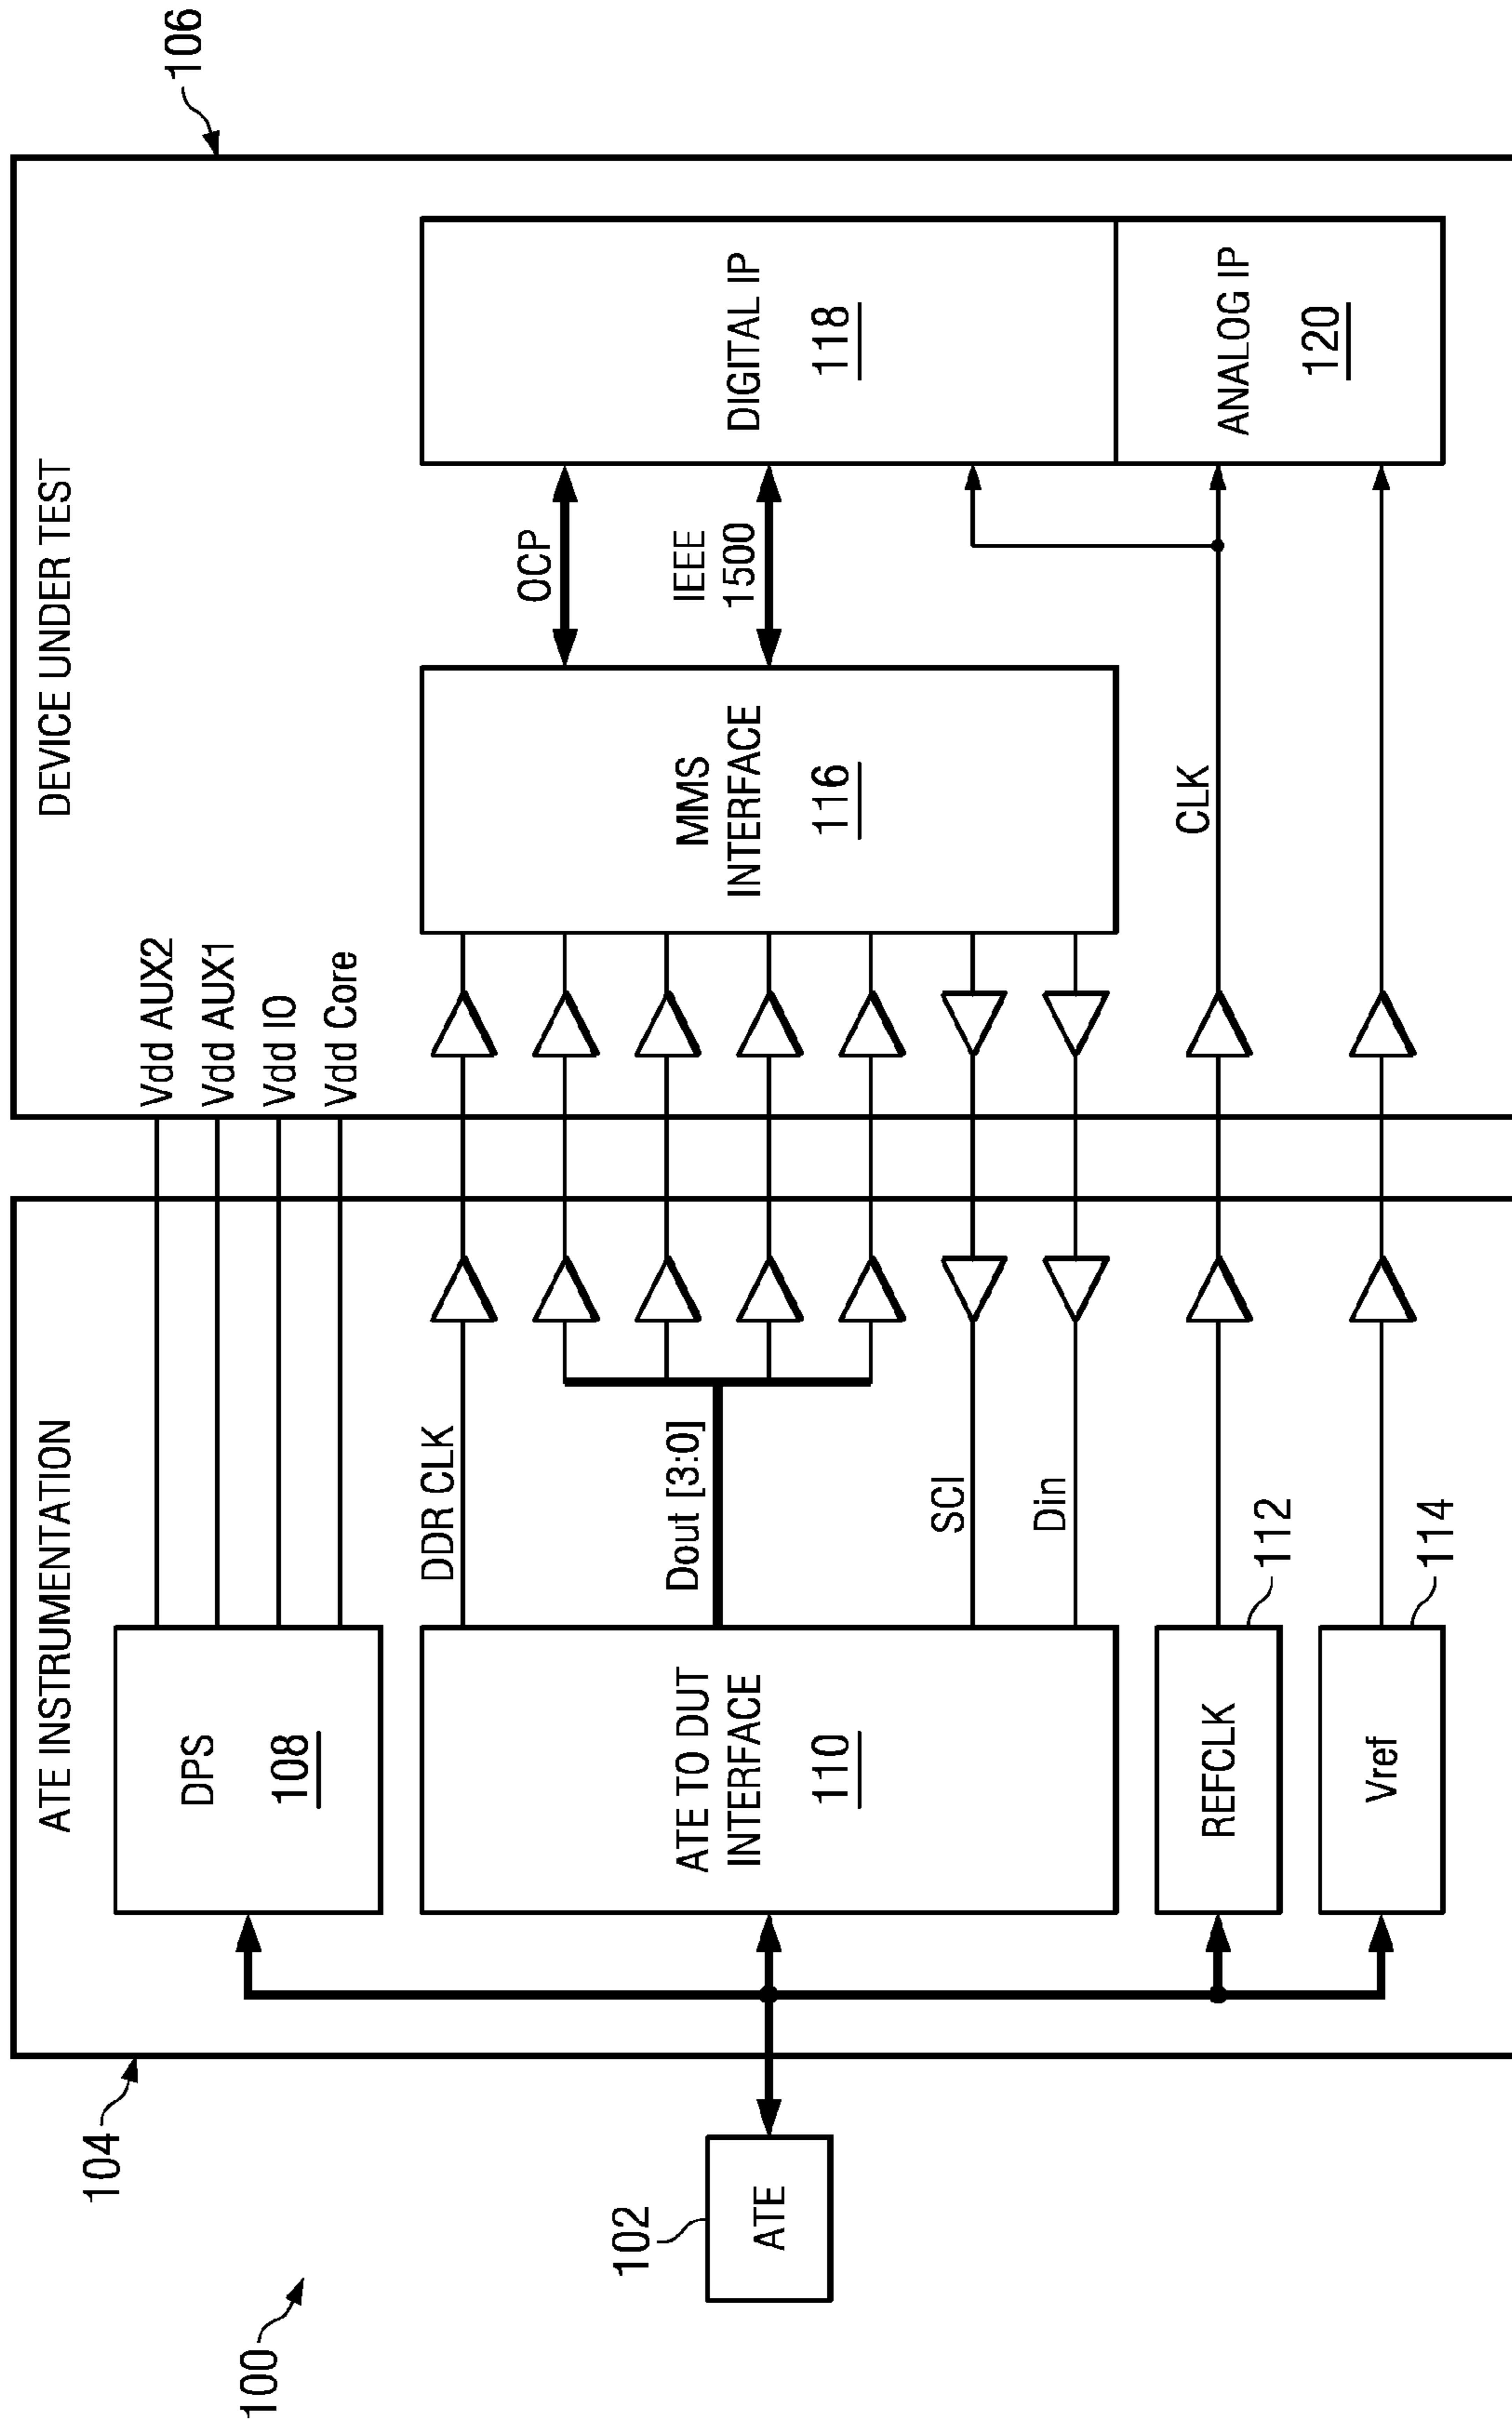 100
102
ATE
104
ATE INSTRUMENTATION
DPS
108
ATE TO DUT
INTERFACE
110
REFCLK
112
Vref
114
DDR CLK
Dout [3:0]
SCI
Din
106
DEVICE UNDER TEST
Vdd AUX2
Vdd AUX1
Vdd IO
Vdd Core
MMS
INTERFACE
116
OCP
IEEE
1500
CLK
DIGITAL IP
118
ANALOG IP
120